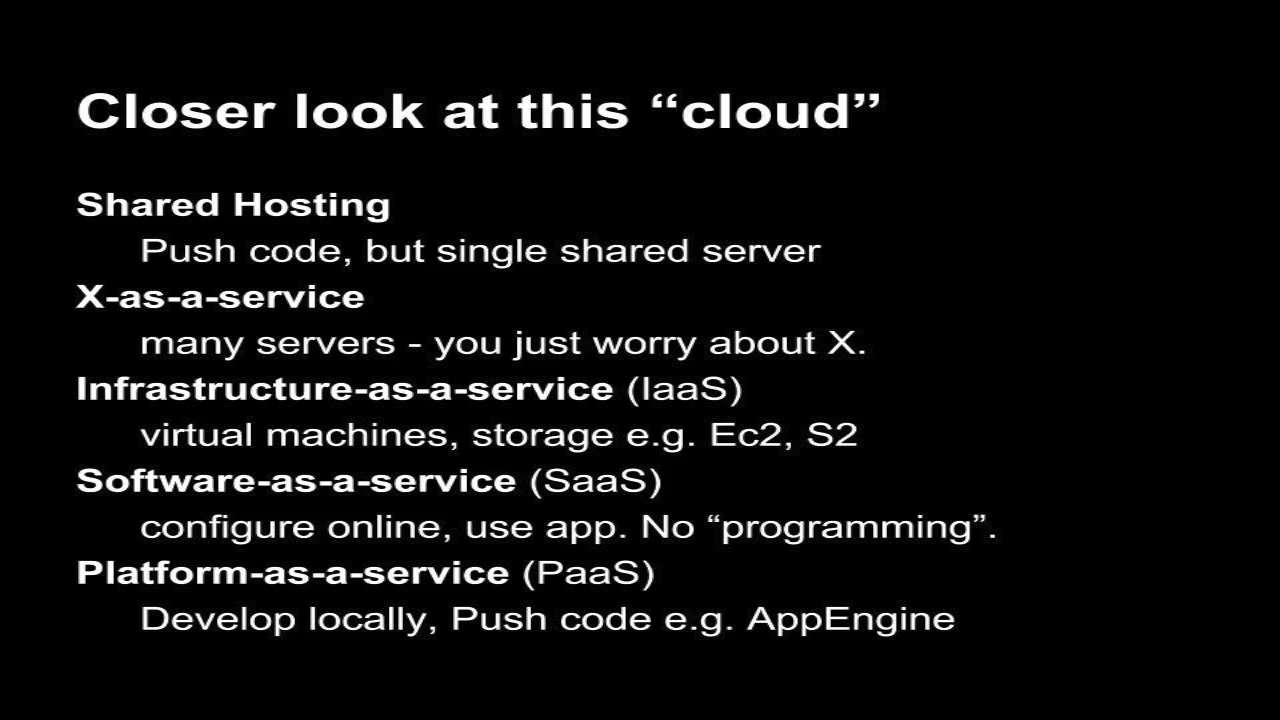 Closer look at this “cloud”
Shared Hosting
Push code, but single shared server
X-as-a-service
many servers - you just worry about X.
Infrastructure-as-a-service (IaaS)
virtual machines, storage e.g. Ec2, S2
Software-as-a-service (SaaS)
configure online, use app. No “programming”.
Platform-as-a-service (PaaS)
Develop locally, Push code e.g. AppEngine